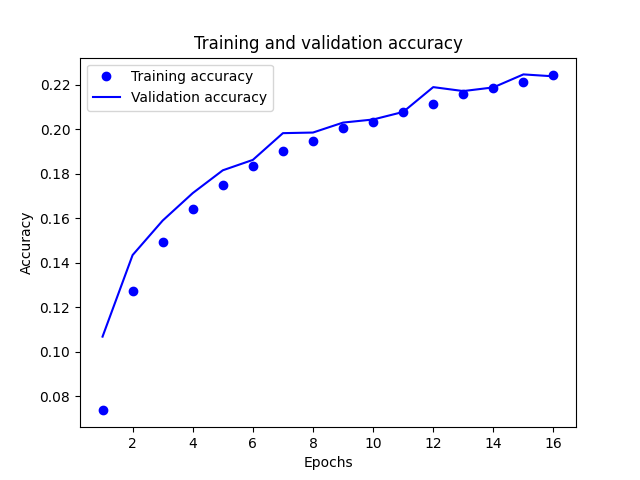 Training and validation accuracy
Training accuracy
Validation accuracy
0.22
0.20
0.18
0.16
0.14
0.12
0.10
0.08
Accuracy
2 4 6 8 10 12 14 16
Epochs